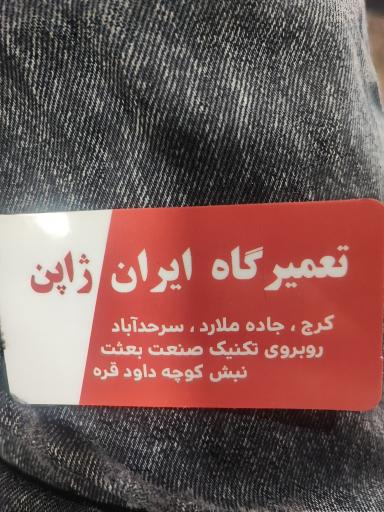 تعمیرگاه ایران ژاپن
کرج ، جاده ملارد ، سرحدآباد
روبروی تکنیک صنعت بعثت
نبش کوچه داود قره